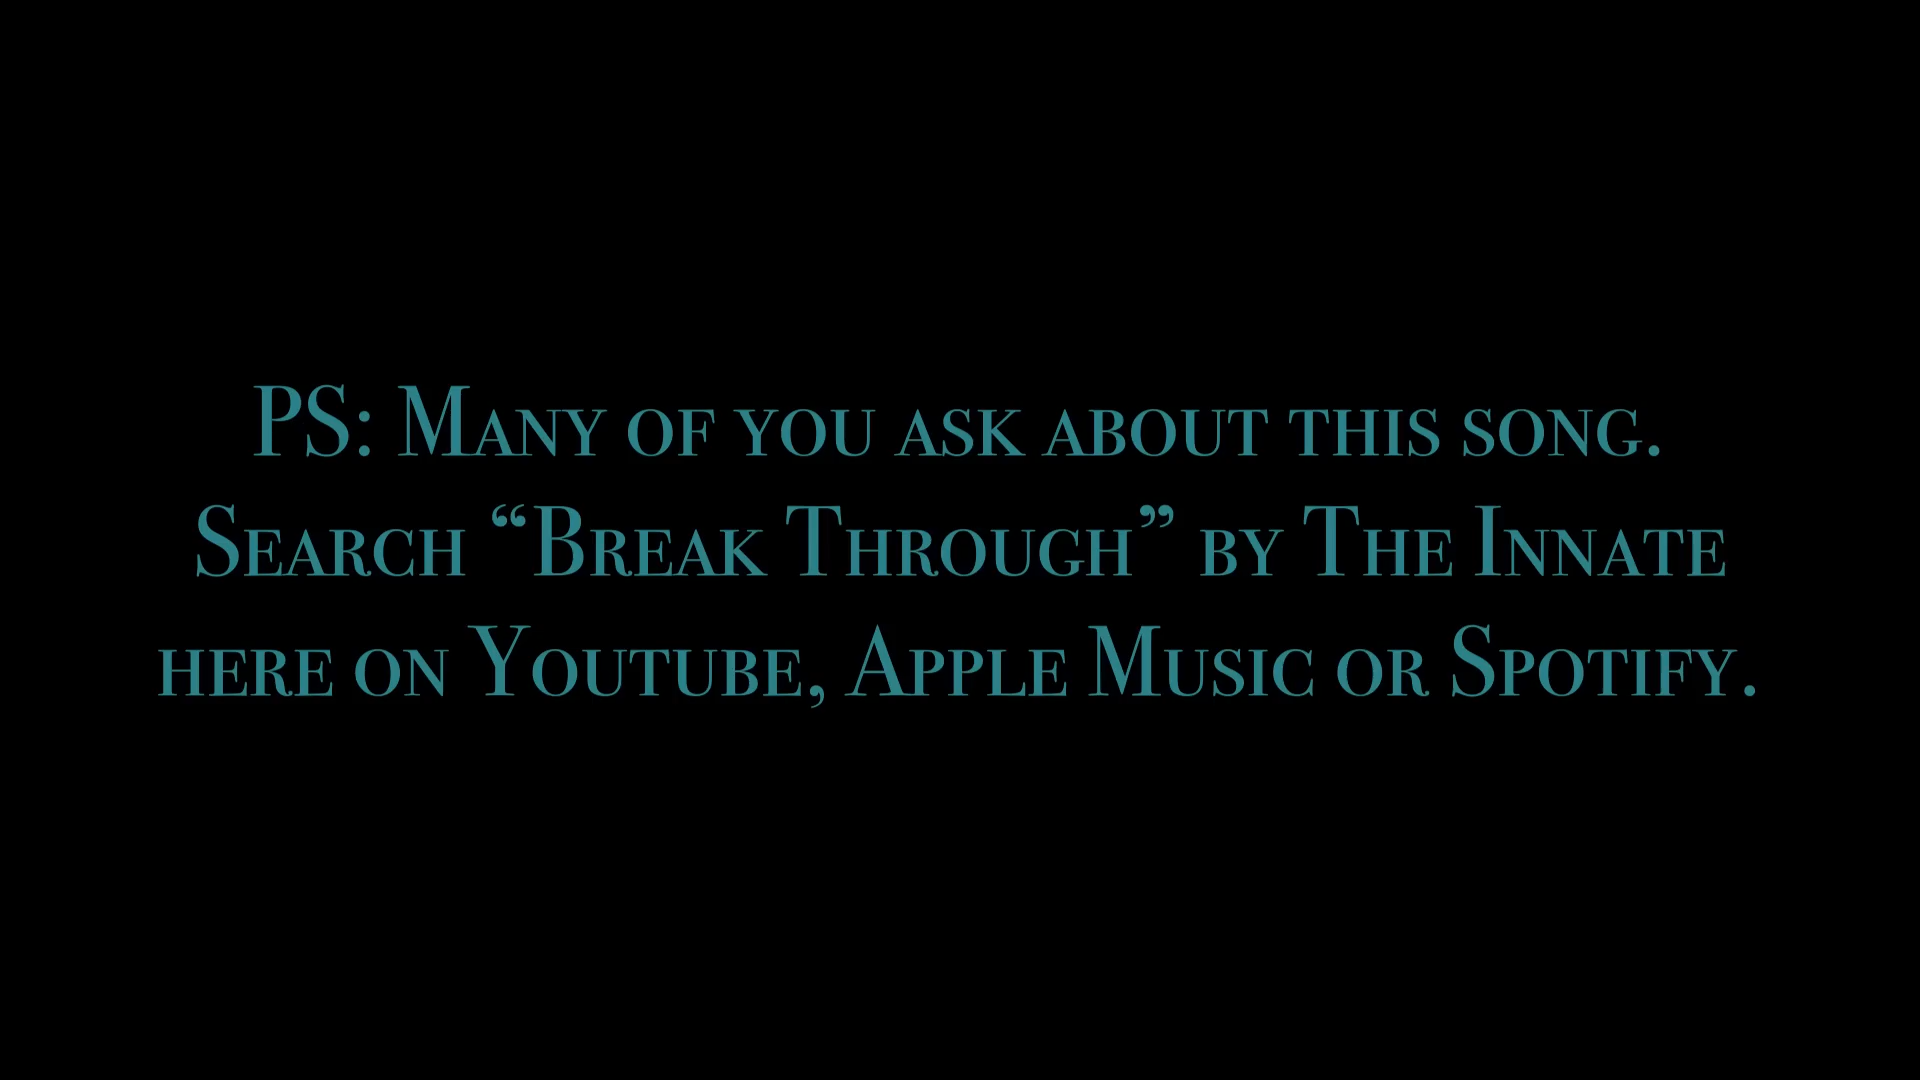 PS: Many of you ask about this song.
Search “Break Through” by The Innate
here on Youtube, Apple Music or Spotify.